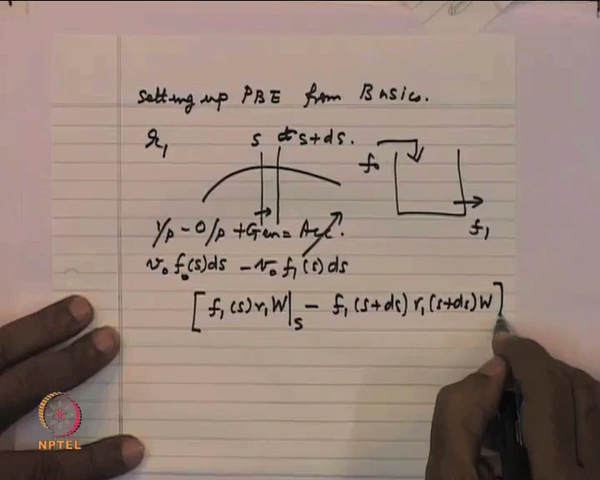 Setting up PBE from Basics.
r₁ s s+ds. f₀
f₁
I/p - O/p + Gen = Acc.
v₀ f₀(s)ds - v₀ f₁(s)ds
[ f₁(s) r₁ W|ₛ - f₁(s+ds) r₁(s+ds) W ]
NPTEL